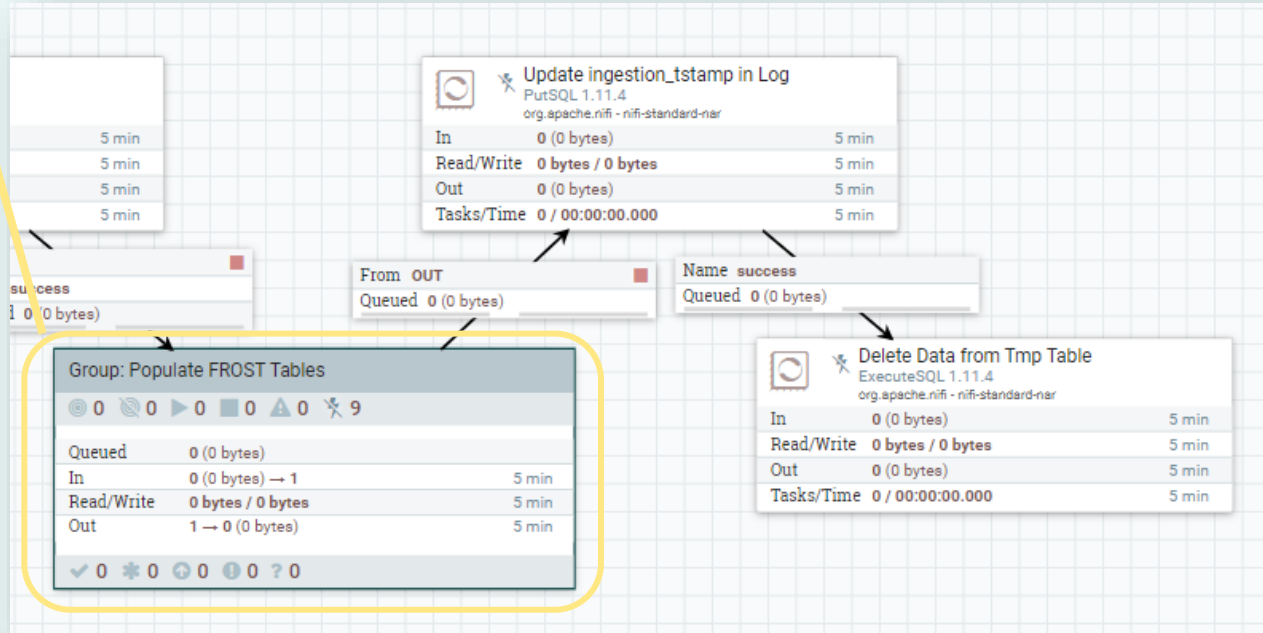 5 min
5 min
5 min
5 min
success
0 (0 bytes)
Update ingestion_tstamp in Log
PutSQL 1.11.4
org.apache.nifi - nifi-standard-nar
In 0 (0 bytes) 5 min
Read/Write 0 bytes / 0 bytes 5 min
Out 0 (0 bytes) 5 min
Tasks/Time 0 / 00:00:00.000 5 min
From OUT
Queued 0 (0 bytes)
Name success
Queued 0 (0 bytes)
Group: Populate FROST Tables
0 0 0 0 0 9
Queued 0 (0 bytes)
In 0 (0 bytes) → 1 5 min
Read/Write 0 bytes / 0 bytes 5 min
Out 1 → 0 (0 bytes) 5 min
0 0 0 0 ? 0
Delete Data from Tmp Table
ExecuteSQL 1.11.4
org.apache.nifi - nifi-standard-nar
In 0 (0 bytes) 5 min
Read/Write 0 bytes / 0 bytes 5 min
Out 0 (0 bytes) 5 min
Tasks/Time 0 / 00:00:00.000 5 min